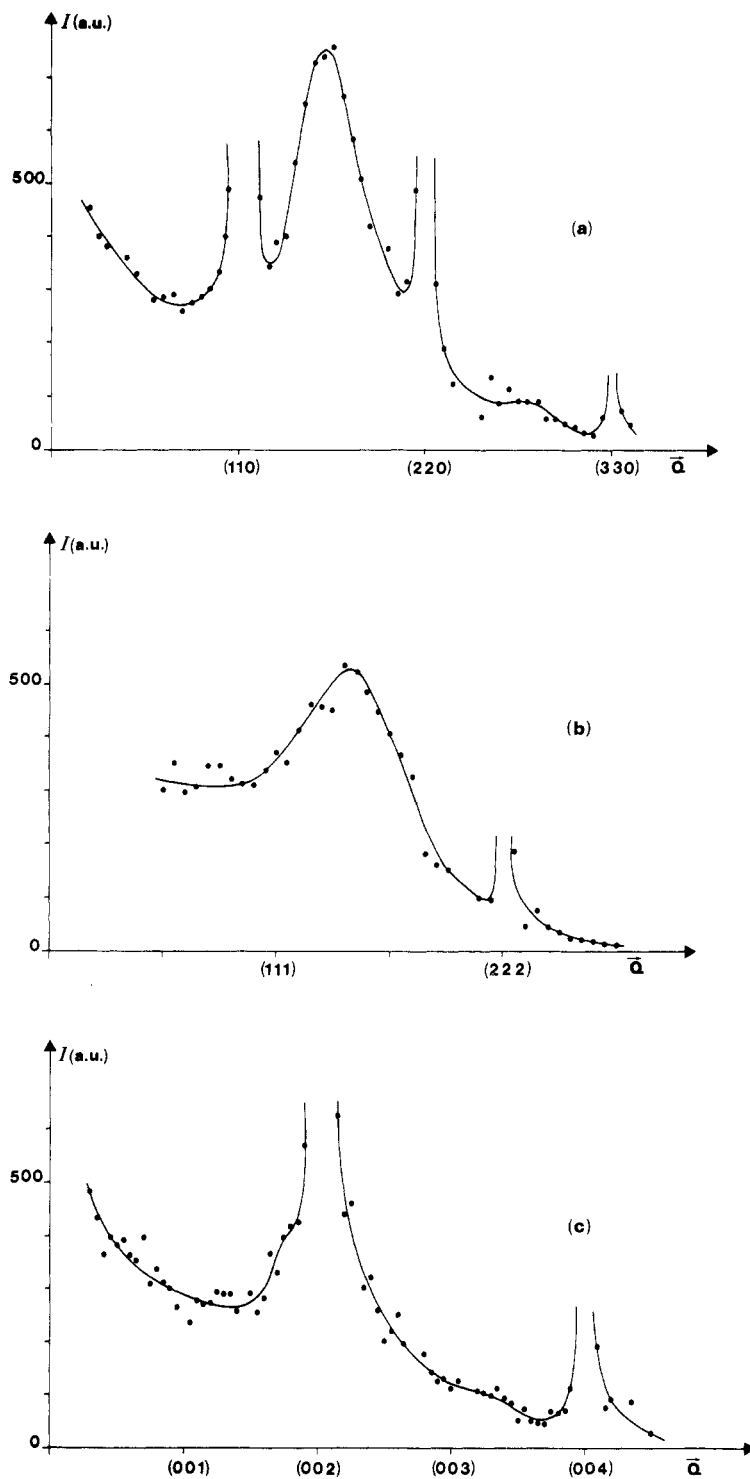 I(a.u.)
500
(a)
0
(110) (220) (330) Q
I(a.u.)
500
(b)
0
(111) (222) Q
I(a.u.)
500
(c)
0
(001) (002) (003) (004) Q